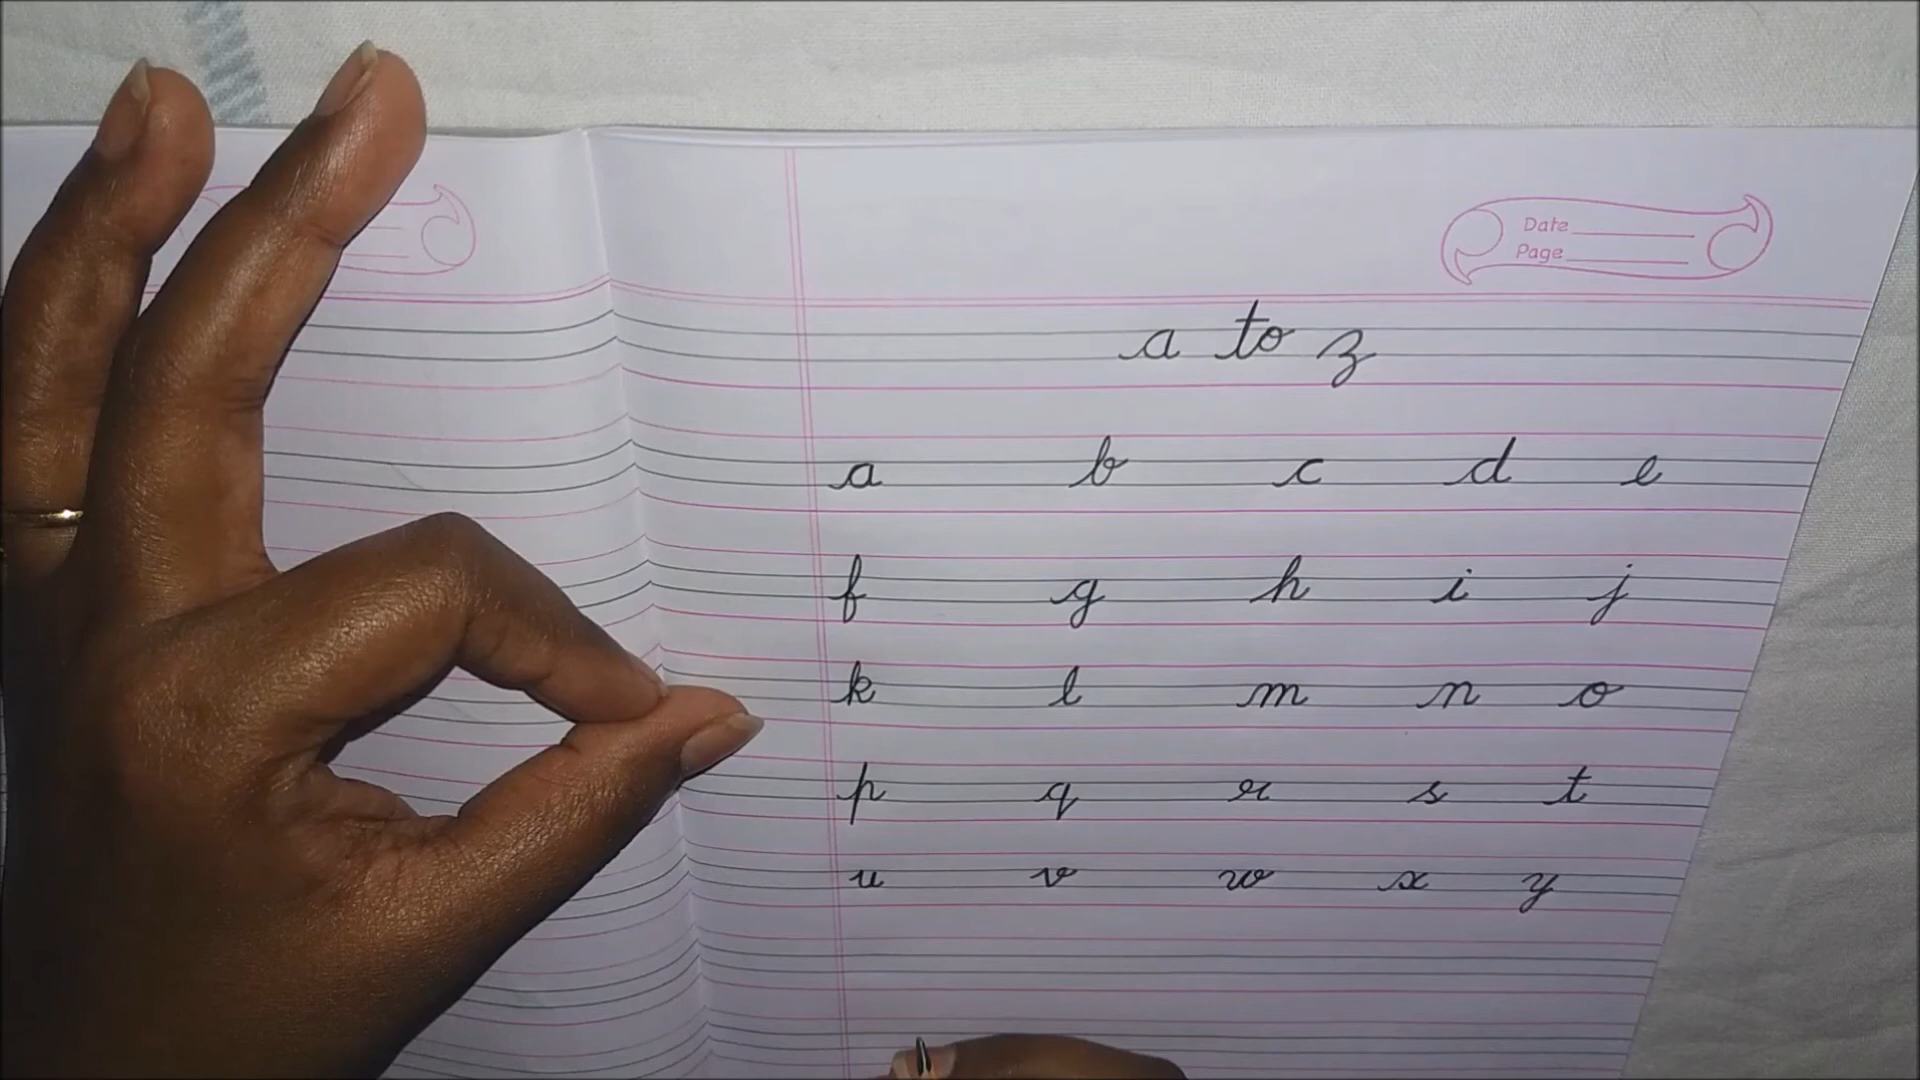 Date
Page
a to z
a b c d e
f g h i j
k l m n o
p q r s t
u v w x y